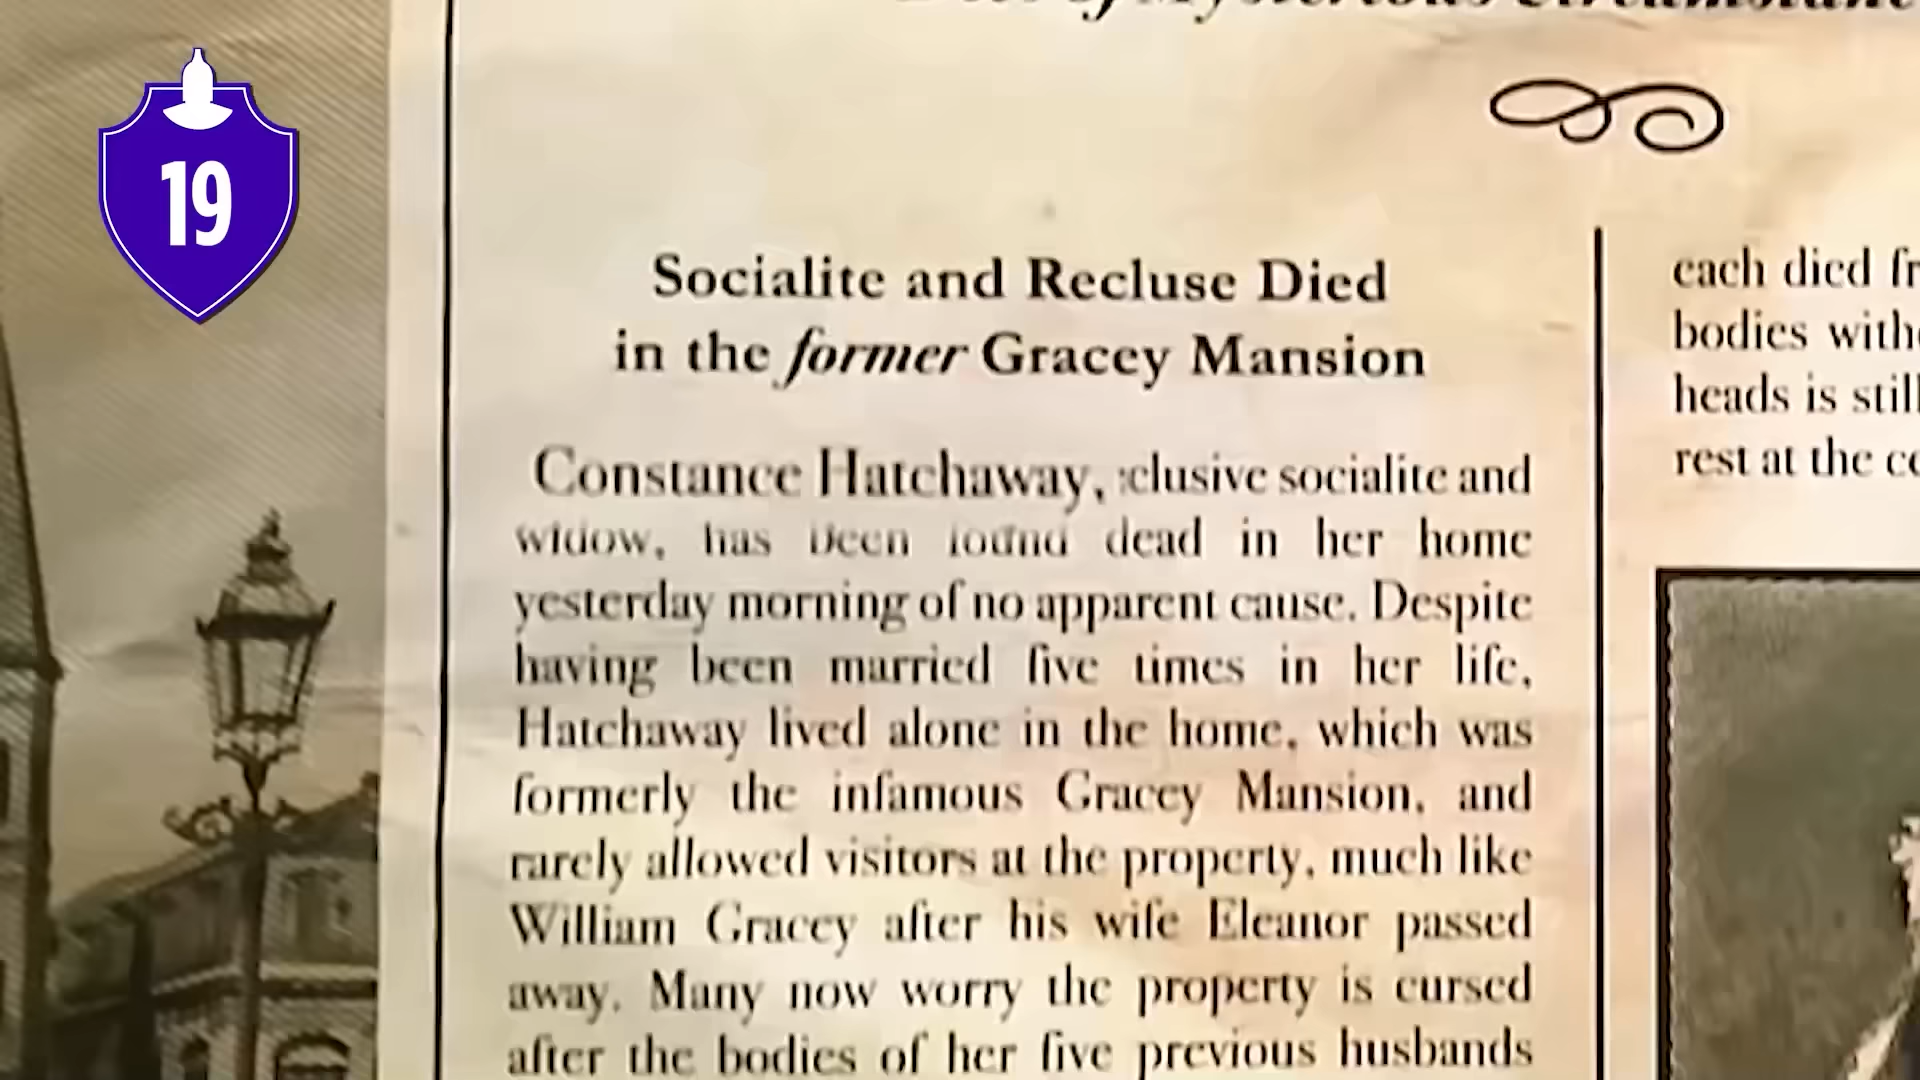 19
Socialite and Recluse Died
in the former Gracey Mansion
Constance Hatchaway, :clusive socialite and
widow, has been found dead in her home
yesterday morning of no apparent cause. Despite
having been married five times in her life,
Hatchaway lived alone in the home, which was
formerly the infamous Gracey Mansion, and
rarely allowed visitors at the property, much like
William Gracey after his wife Eleanor passed
away. Many now worry the property is cursed
after the bodies of her five previous husbands
each died
bodies
heads is still
rest at the